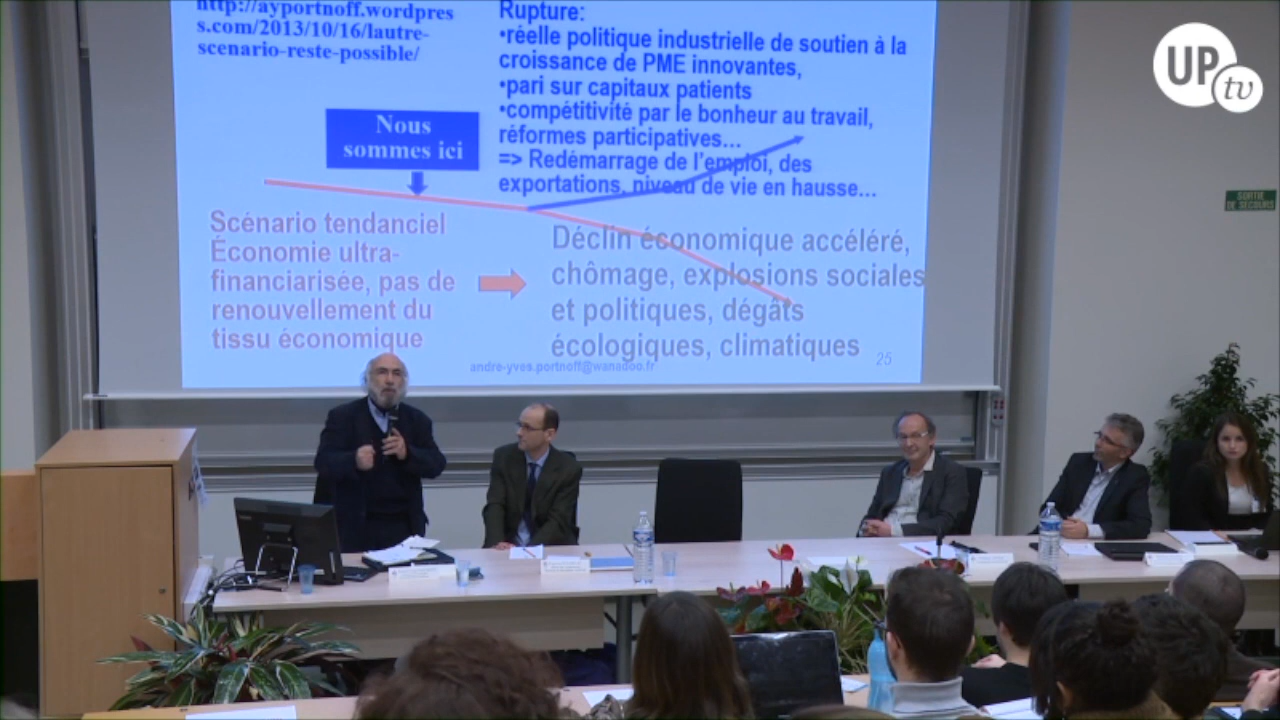 http://ayportnoff.wordpres
s.com/2013/10/16/lautre-
scenario-reste-possible/
Rupture:
•réelle politique industrielle de soutien à la
croissance de PME innovantes,
•pari sur capitaux patients
•compétitivité par le bonheur au travail,
réformes participatives...
=> Redémarrage de l'emploi, des
exportations, niveau de vie en hausse...
Nous
sommes ici
Scénario tendanciel
Économie ultra-
financiarisée, pas de
renouvellement du
tissu économique
Déclin économique accéléré,
chômage, explosions sociales
et politiques, dégâts
écologiques, climatiques
andre-yves.portnoff@wanadoo.fr
25
UP
tv
SORTIE
DE SECOURS